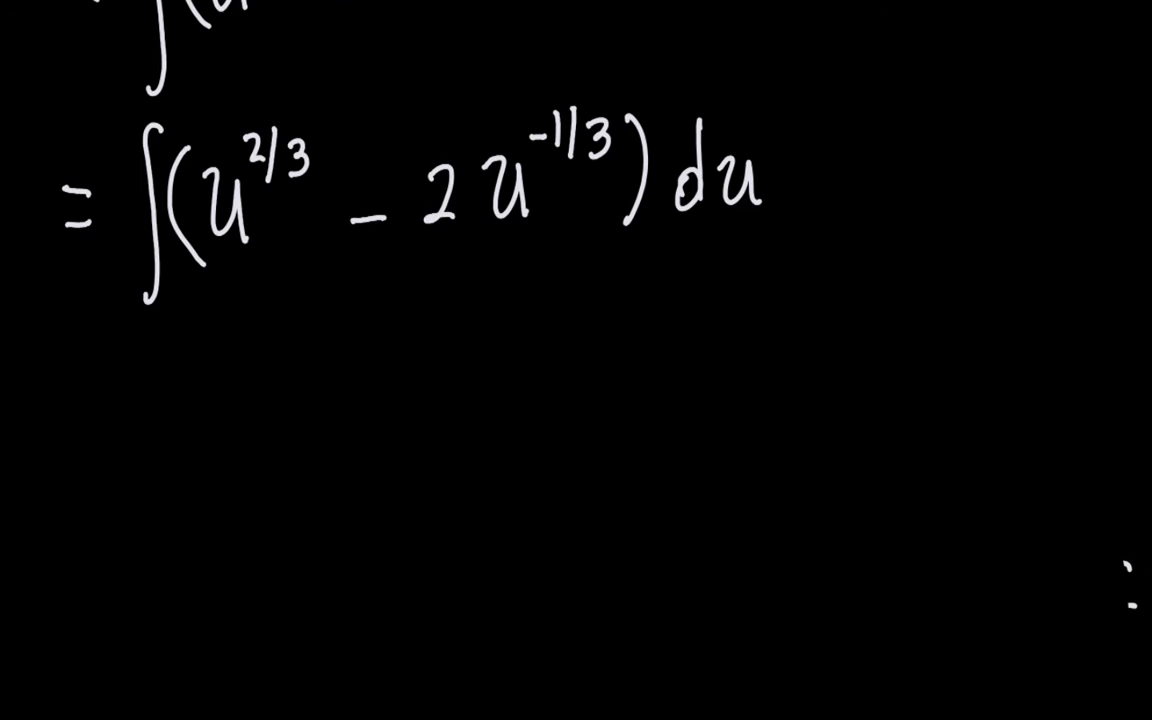 ∫(u
= ∫(u^{2/3} - 2u^{-1/3}) du